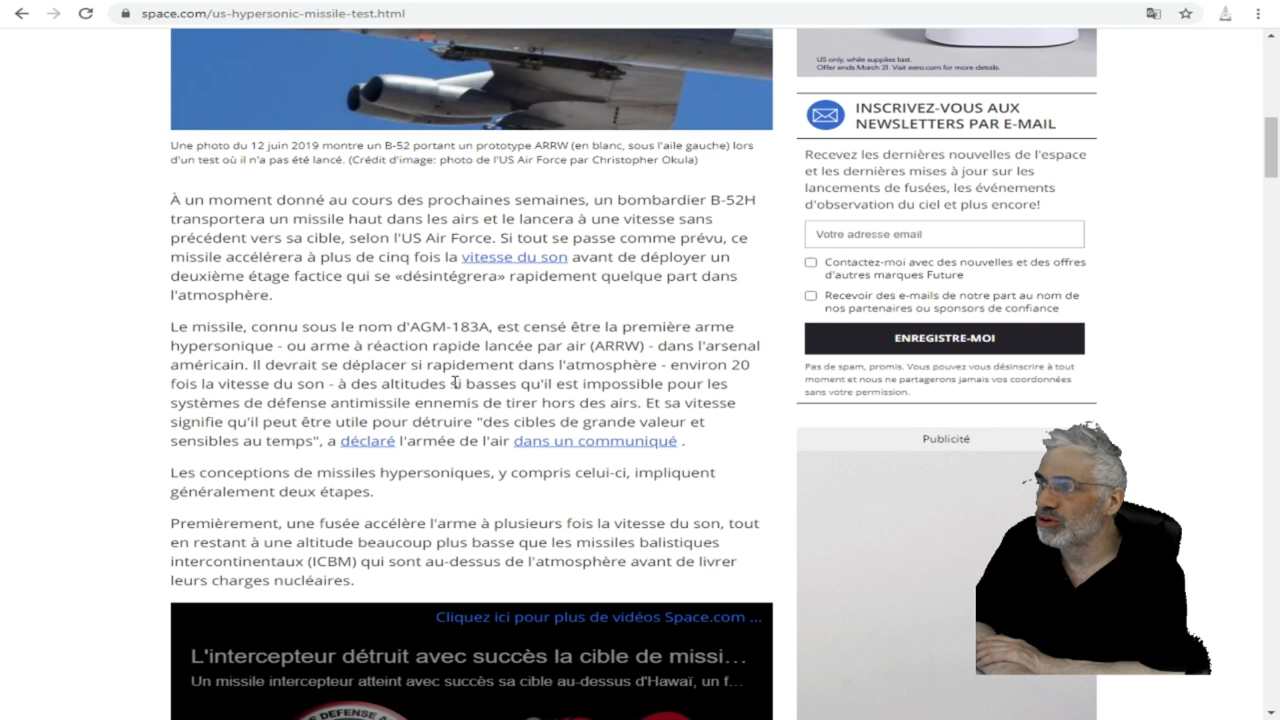 space.com/us-hypersonic-missile-test.html
US only, while supplies last.
Offer ends March 21. Visit eero.com for more details.
INSCRIVEZ-VOUS AUX
NEWSLETTERS PAR E-MAIL
Recevez les dernières nouvelles de l'espace
et les dernières mises à jour sur les
lancements de fusées, les événements
d'observation du ciel et plus encore!
Votre adresse email
Contactez-moi avec des nouvelles et des offres
d'autres marques Future
Recevoir des e-mails de notre part au nom de
nos partenaires ou sponsors de confiance
ENREGISTRE-MOI
Pas de spam, promis. Vous pouvez vous désinscrire à tout
moment et nous ne partagerons jamais vos coordonnées
sans votre permission.
Publicité
Une photo du 12 juin 2019 montre un B-52 portant un prototype ARRW (en blanc, sous l'aile gauche) lors
d'un test où il n'a pas été lancé. (Crédit d'image: photo de l'US Air Force par Christopher Okula)
À un moment donné au cours des prochaines semaines, un bombardier B-52H
transportera un missile haut dans les airs et le lancera à une vitesse sans
précédent vers sa cible, selon l'US Air Force. Si tout se passe comme prévu, ce
missile accélérera à plus de cinq fois la vitesse du son avant de déployer un
deuxième étage factice qui se «désintégrera» rapidement quelque part dans
l'atmosphère.
Le missile, connu sous le nom d'AGM-183A, est censé être la première arme
hypersonique - ou arme à réaction rapide lancée par air (ARRW) - dans l'arsenal
américain. Il devrait se déplacer si rapidement dans l'atmosphère - environ 20
fois la vitesse du son - à des altitudes si basses qu'il est impossible pour les
systèmes de défense antimissile ennemis de tirer hors des airs. Et sa vitesse
signifie qu'il peut être utile pour détruire "des cibles de grande valeur et
sensibles au temps", a déclaré l'armée de l'air dans un communiqué .
Les conceptions de missiles hypersoniques, y compris celui-ci, impliquent
généralement deux étapes.
Premièrement, une fusée accélère l'arme à plusieurs fois la vitesse du son, tout
en restant à une altitude beaucoup plus basse que les missiles balistiques
intercontinentaux (ICBM) qui sont au-dessus de l'atmosphère avant de livrer
leurs charges nucléaires.
Cliquez ici pour plus de vidéos Space.com ...
L'intercepteur détruit avec succès la cible de missi...
Un missile intercepteur atteint avec succès sa cible au-dessus d'Hawaï, un f...
DEFENSE A